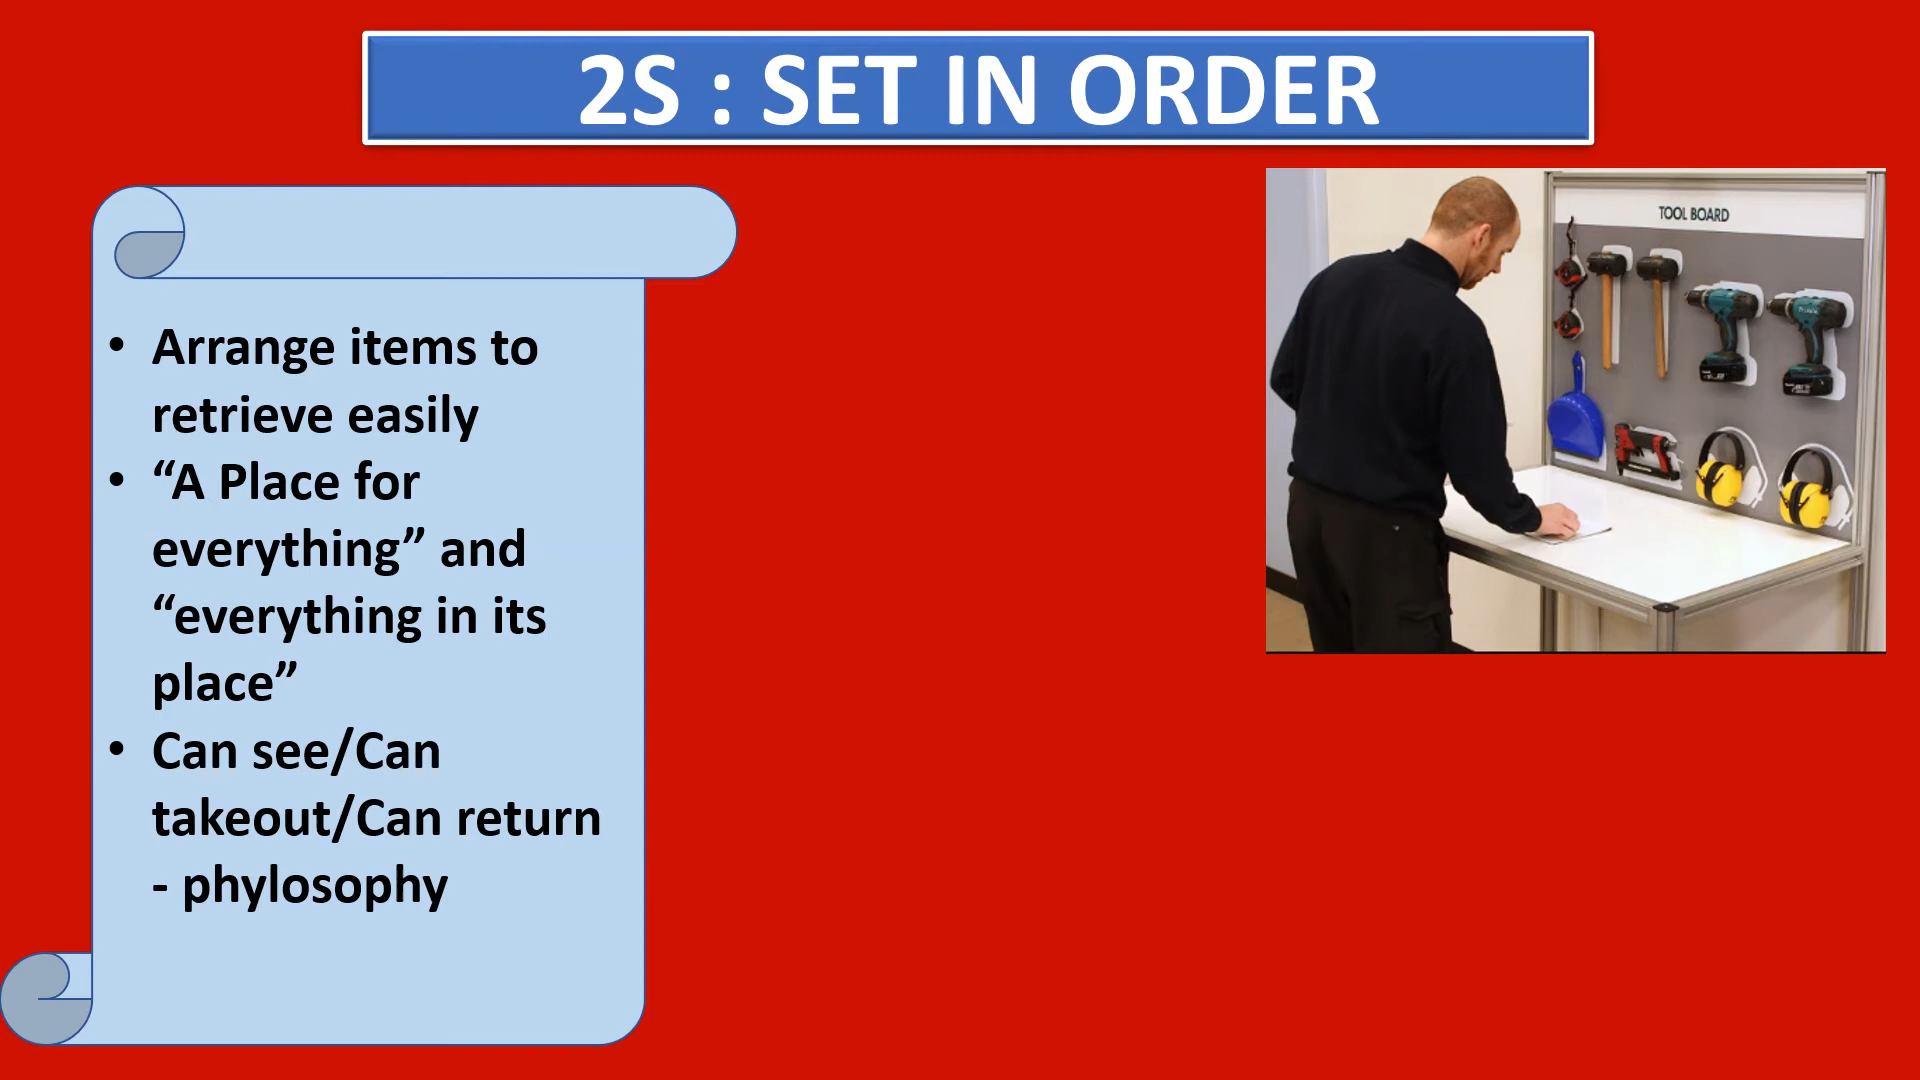 2S : SET IN ORDER
TOOL BOARD
• Arrange items to
retrieve easily
• “A Place for
everything” and
“everything in its
place”
• Can see/Can
takeout/Can return
- phylosophy